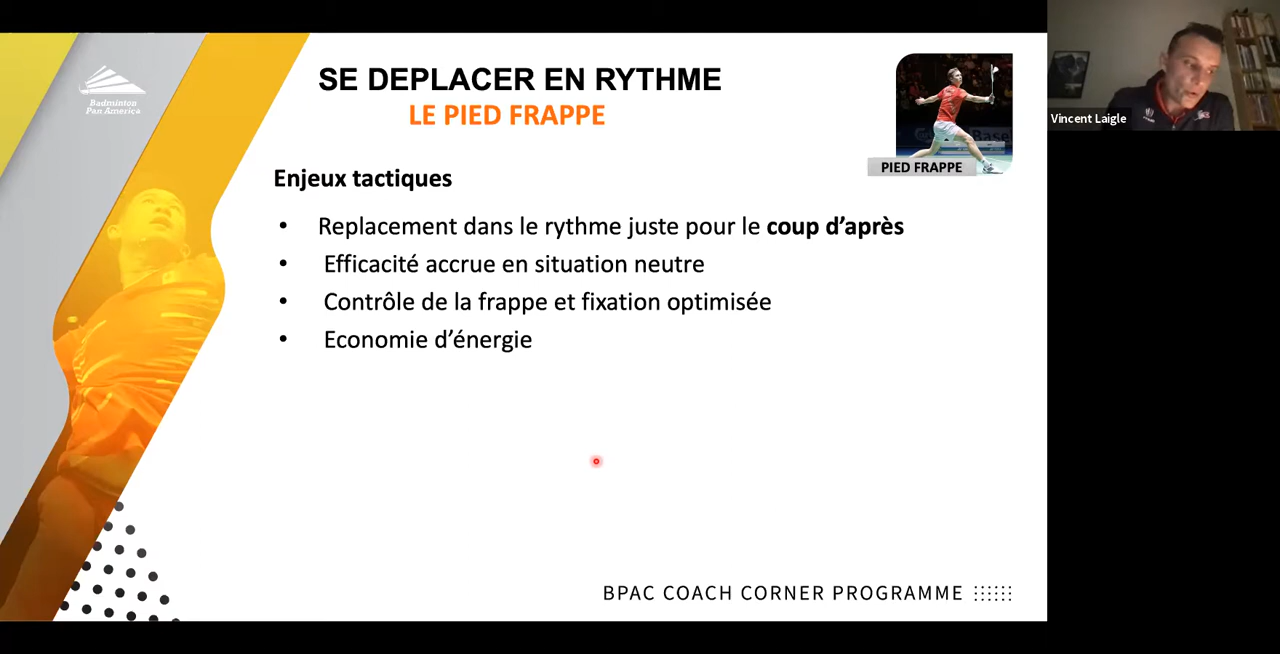 Badminton
Pan America
SE DEPLACER EN RYTHME
LE PIED FRAPPE
PIED FRAPPE
Vincent Laigle
Enjeux tactiques
• Replacement dans le rythme juste pour le coup d’après
• Efficacité accrue en situation neutre
• Contrôle de la frappe et fixation optimisée
• Economie d’énergie
BPAC COACH CORNER PROGRAMME